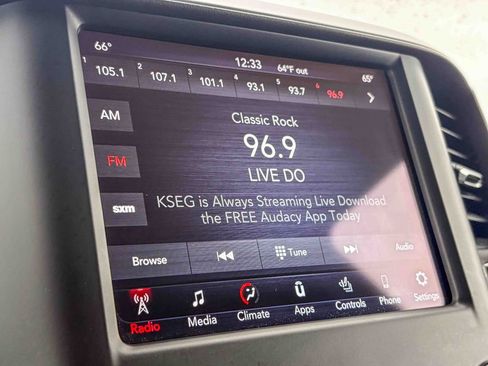 66° 12:33 64°F out 65°
1 105.1 2 107.1 3 101.1 4 93.1 5 93.7 6 96.9
AM
Classic Rock
FM
96.9
LIVE DO
sxm
KSEG is Always Streaming Live Download
the FREE Audacy App Today
Browse Tune Audio
Radio Media Climate Apps Controls Phone Settings